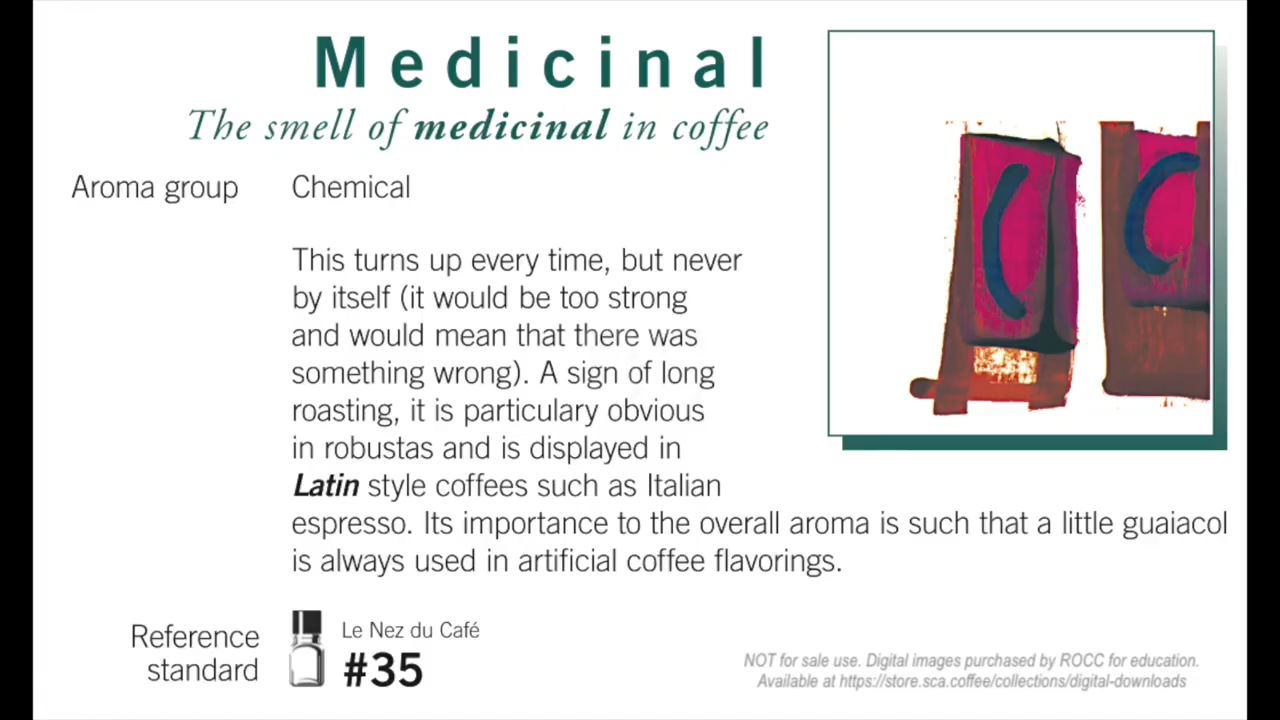 Medicinal
The smell of medicinal in coffee
Aroma group
Chemical
This turns up every time, but never
by itself (it would be too strong
and would mean that there was
something wrong). A sign of long
roasting, it is particulary obvious
in robustas and is displayed in
Latin style coffees such as Italian
espresso. Its importance to the overall aroma is such that a little guaiacol
is always used in artificial coffee flavorings.
Reference
standard
Le Nez du Café
#35
NOT for sale use. Digital images purchased by ROCC for education.
Available at https://store.sca.coffee/collections/digital-downloads